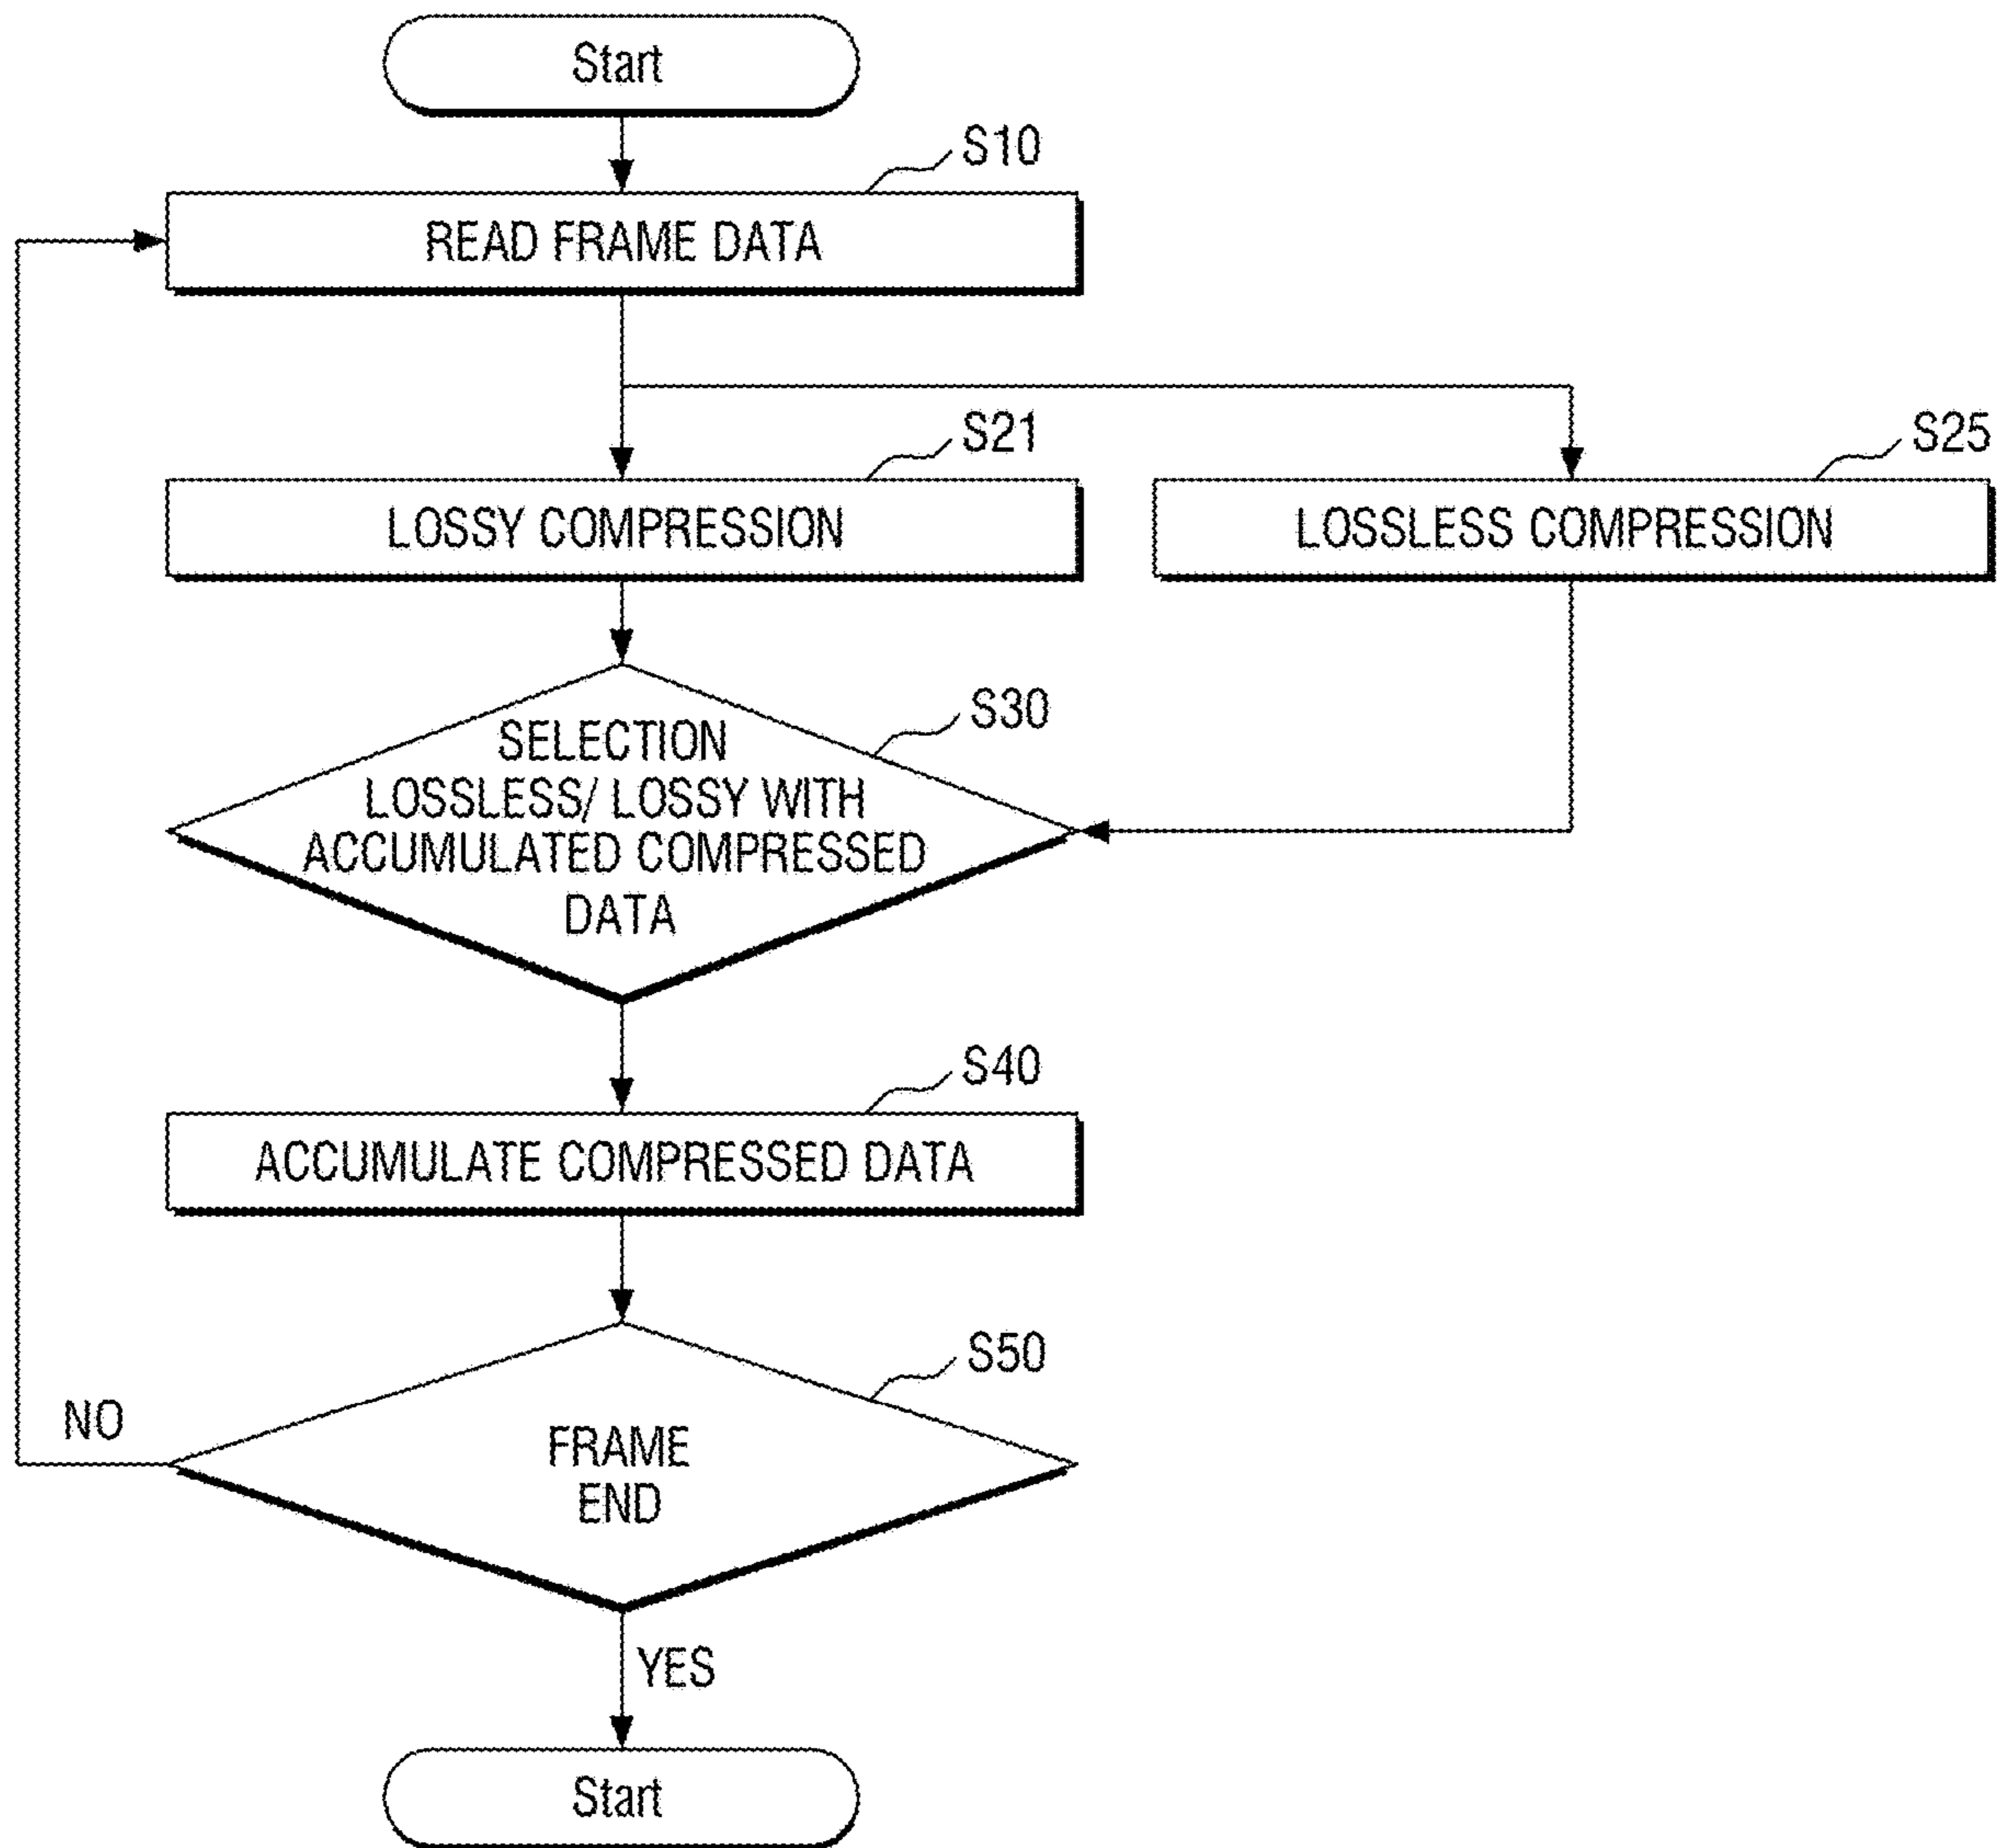 Start
S10
READ FRAME DATA
S21
S25
LOSSY COMPRESSION
LOSSLESS COMPRESSION
S30
SELECTION
LOSSLESS/ LOSSY WITH
ACCUMULATED COMPRESSED
DATA
S40
ACCUMULATE COMPRESSED DATA
S50
NO
FRAME
END
YES
Start